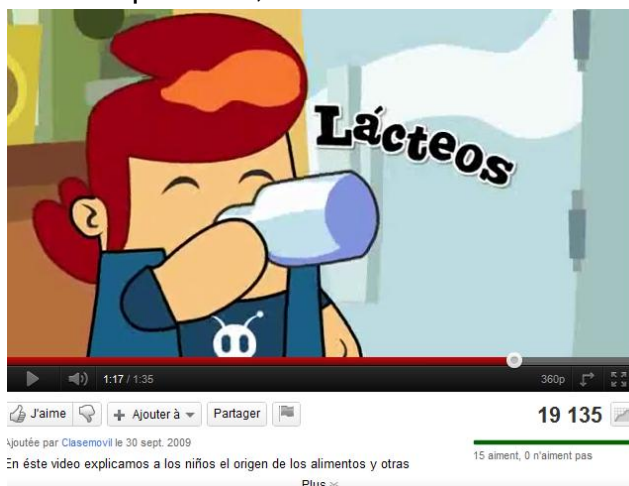 Lácteos
1:17 / 1:35
360p
J'aime
Ajouter à
Partager
19 135
Ajoutée par Clasemovil le 30 sept. 2009
15 aiment, 0 n'aiment pas
En éste video explicamos a los niños el origen de los alimentos y otras
Plus